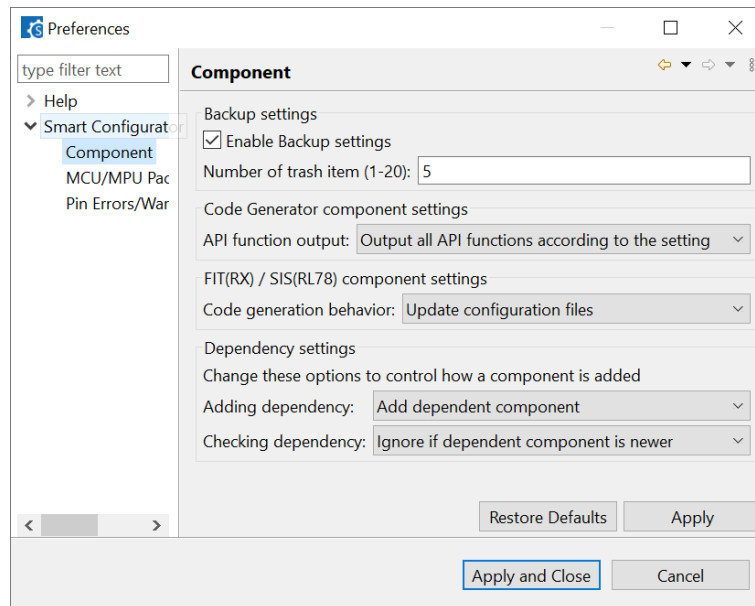 Preferences
type filter text
Component
Help
Smart Configurator
Component
MCU/MPU Pac
Pin Errors/War
Backup settings
Enable Backup settings
Number of trash item (1-20): 5
Code Generator component settings
API function output: Output all API functions according to the setting
FIT(RX) / SIS(RL78) component settings
Code generation behavior: Update configuration files
Dependency settings
Change these options to control how a component is added
Adding dependency: Add dependent component
Checking dependency: Ignore if dependent component is newer
Restore Defaults Apply
Apply and Close Cancel